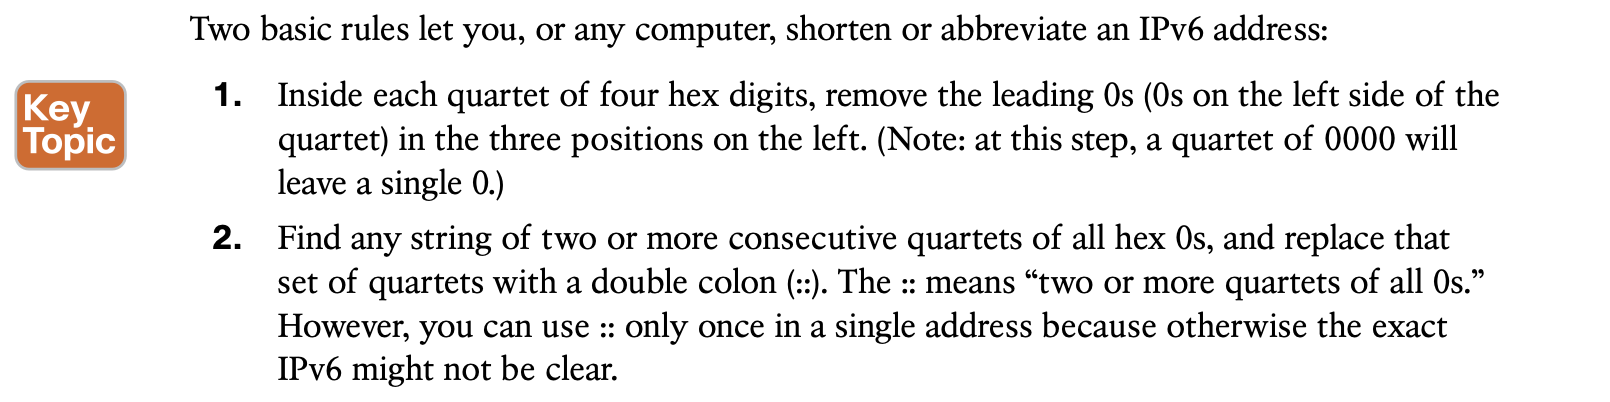 Two basic rules let you, or any computer, shorten or abbreviate an IPv6 address:
Key
Topic
1. Inside each quartet of four hex digits, remove the leading 0s (0s on the left side of the
quartet) in the three positions on the left. (Note: at this step, a quartet of 0000 will
leave a single 0.)
2. Find any string of two or more consecutive quartets of all hex 0s, and replace that
set of quartets with a double colon (::). The :: means “two or more quartets of all 0s.”
However, you can use :: only once in a single address because otherwise the exact
IPv6 might not be clear.